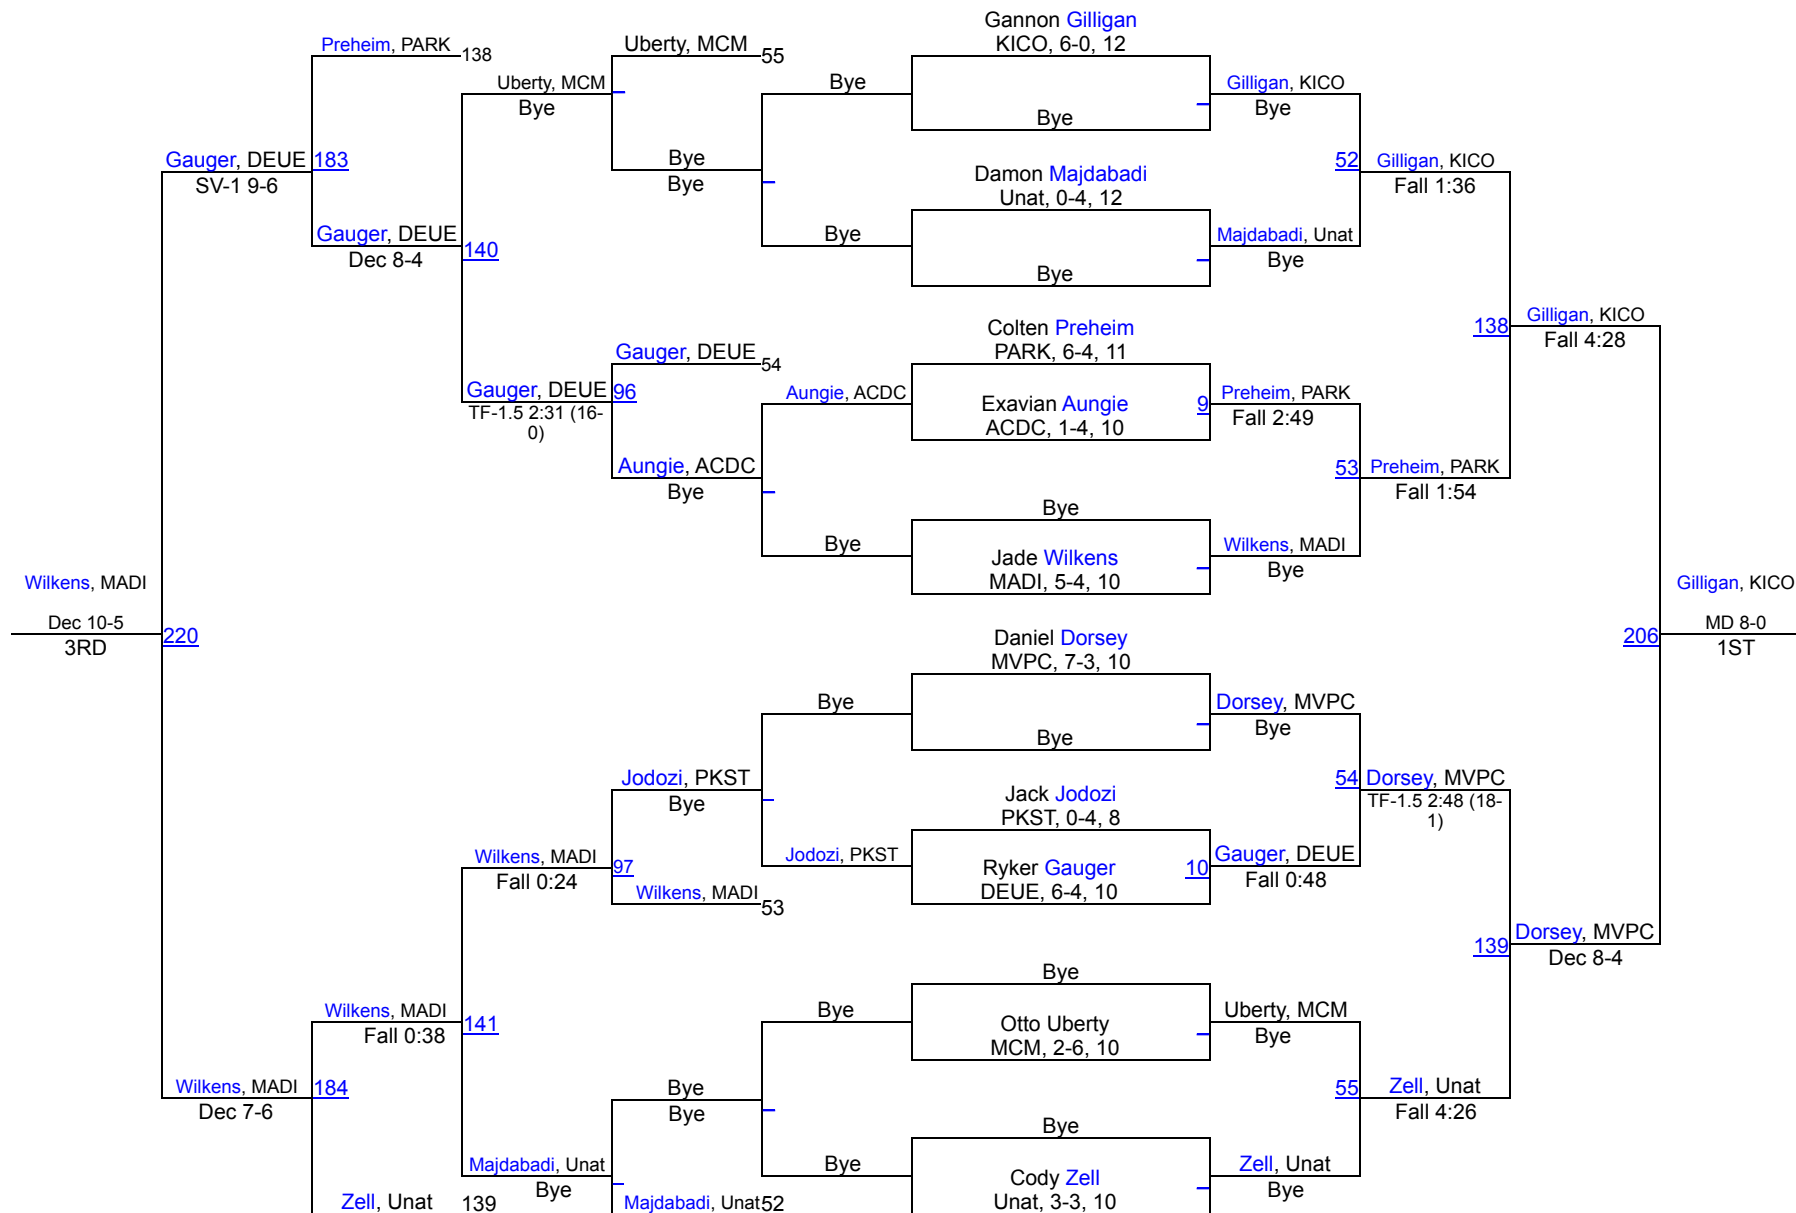 Gannon Gilligan
KICO, 6-0, 12
Preheim, PARK 138
Uberty, MCM 55
Uberty, MCM
Bye
Bye
Bye
Gilligan, KICO
Bye
Gauger, DEUE 183
SV-1 9-6
Bye
Bye
Damon Majdabadi
Unat, 0-4, 12
52 Gilligan, KICO
Fall 1:36
Gauger, DEUE 140
Dec 8-4
Bye
Bye
Majdabadi, Unat
Bye
Colten Preheim
PARK, 6-4, 11
138 Gilligan, KICO
Fall 4:28
Gauger, DEUE 54
Gauger, DEUE 96
TF-1.5 2:31 (16-
0)
Aungie, ACDC
Exavian Aungie
ACDC, 1-4, 10
9 Preheim, PARK
Fall 2:49
Aungie, ACDC
Bye
53 Preheim, PARK
Fall 1:54
Bye
Bye
Jade Wilkens
MADI, 5-4, 10
Wilkens, MADI
Bye
Wilkens, MADI
Dec 10-5
3RD
220
Gilligan, KICO
206 MD 8-0
1ST
Daniel Dorsey
MVPC, 7-3, 10
Bye
Bye
Dorsey, MVPC
Bye
Jodozi, PKST
Bye
Jack Jodozi
PKST, 0-4, 8
54 Dorsey, MVPC
TF-1.5 2:48 (18-
1)
Wilkens, MADI 97
Fall 0:24
Jodozi, PKST
Ryker Gauger
DEUE, 6-4, 10
10 Gauger, DEUE
Fall 0:48
Wilkens, MADI 53
139 Dorsey, MVPC
Dec 8-4
Bye
Wilkens, MADI 141
Fall 0:38
Bye
Otto Uberty
MCM, 2-6, 10
Uberty, MCM
Bye
Wilkens, MADI 184
Dec 7-6
Bye
Bye
55 Zell, Unat
Fall 4:26
Bye
Majdabadi, Unat
Bye
Bye
Cody Zell
Unat, 3-3, 10
Zell, Unat
Bye
Zell, Unat 139
Majdabadi, Unat 52